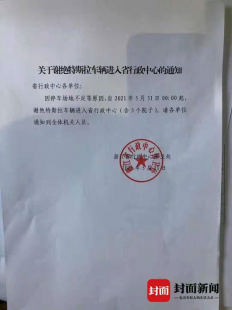 关于谢绝特斯拉车辆进入省行政中心的通知
省行政中心各单位：
因停车场地不足等原因，自2021年5月31日00:00起，
谢绝特斯拉车辆进入省行政中心（含3个院子）。请各单位
通知到全体机关人员。
封面 封面新闻